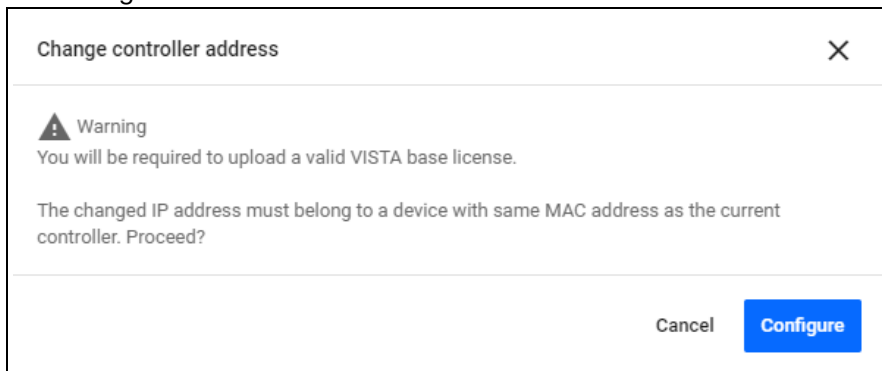 Change controller address
Warning
You will be required to upload a valid VISTA base license.
The changed IP address must belong to a device with same MAC address as the current
controller. Proceed?
Cancel
Configure